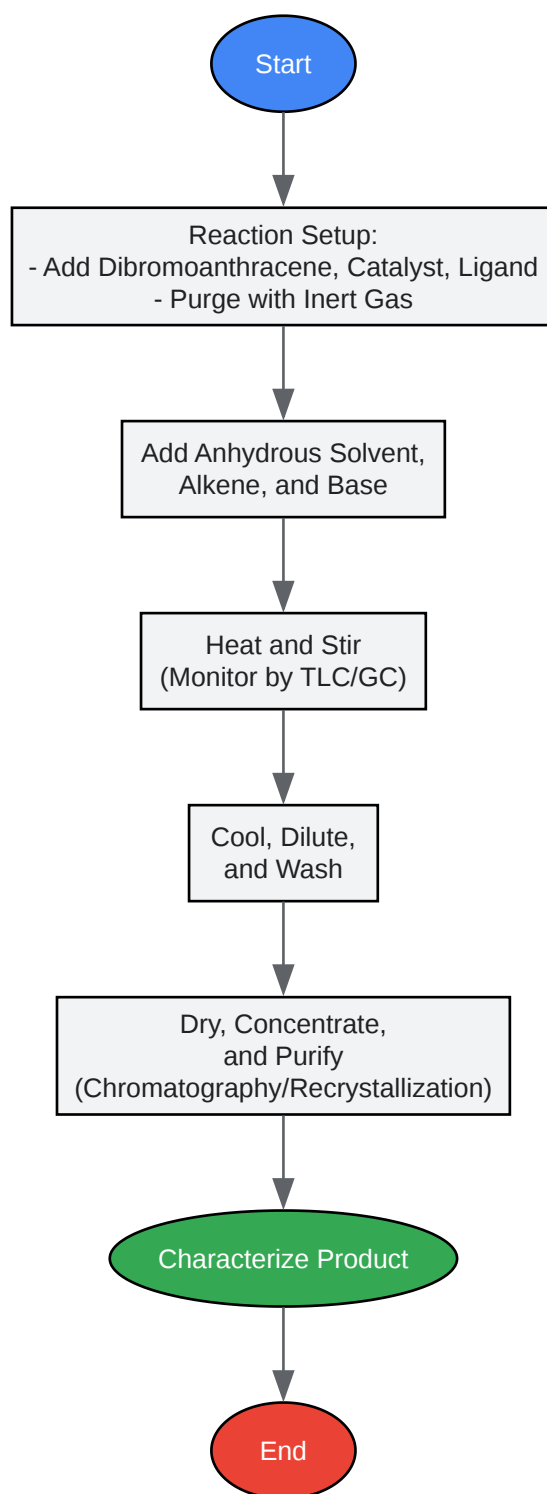 Start
Reaction Setup:
- Add Dibromoanthracene, Catalyst, Ligand
- Purge with Inert Gas
Add Anhydrous Solvent,
Alkene, and Base
Heat and Stir
(Monitor by TLC/GC)
Cool, Dilute,
and Wash
Dry, Concentrate,
and Purify
(Chromatography/Recrystallization)
Characterize Product
End